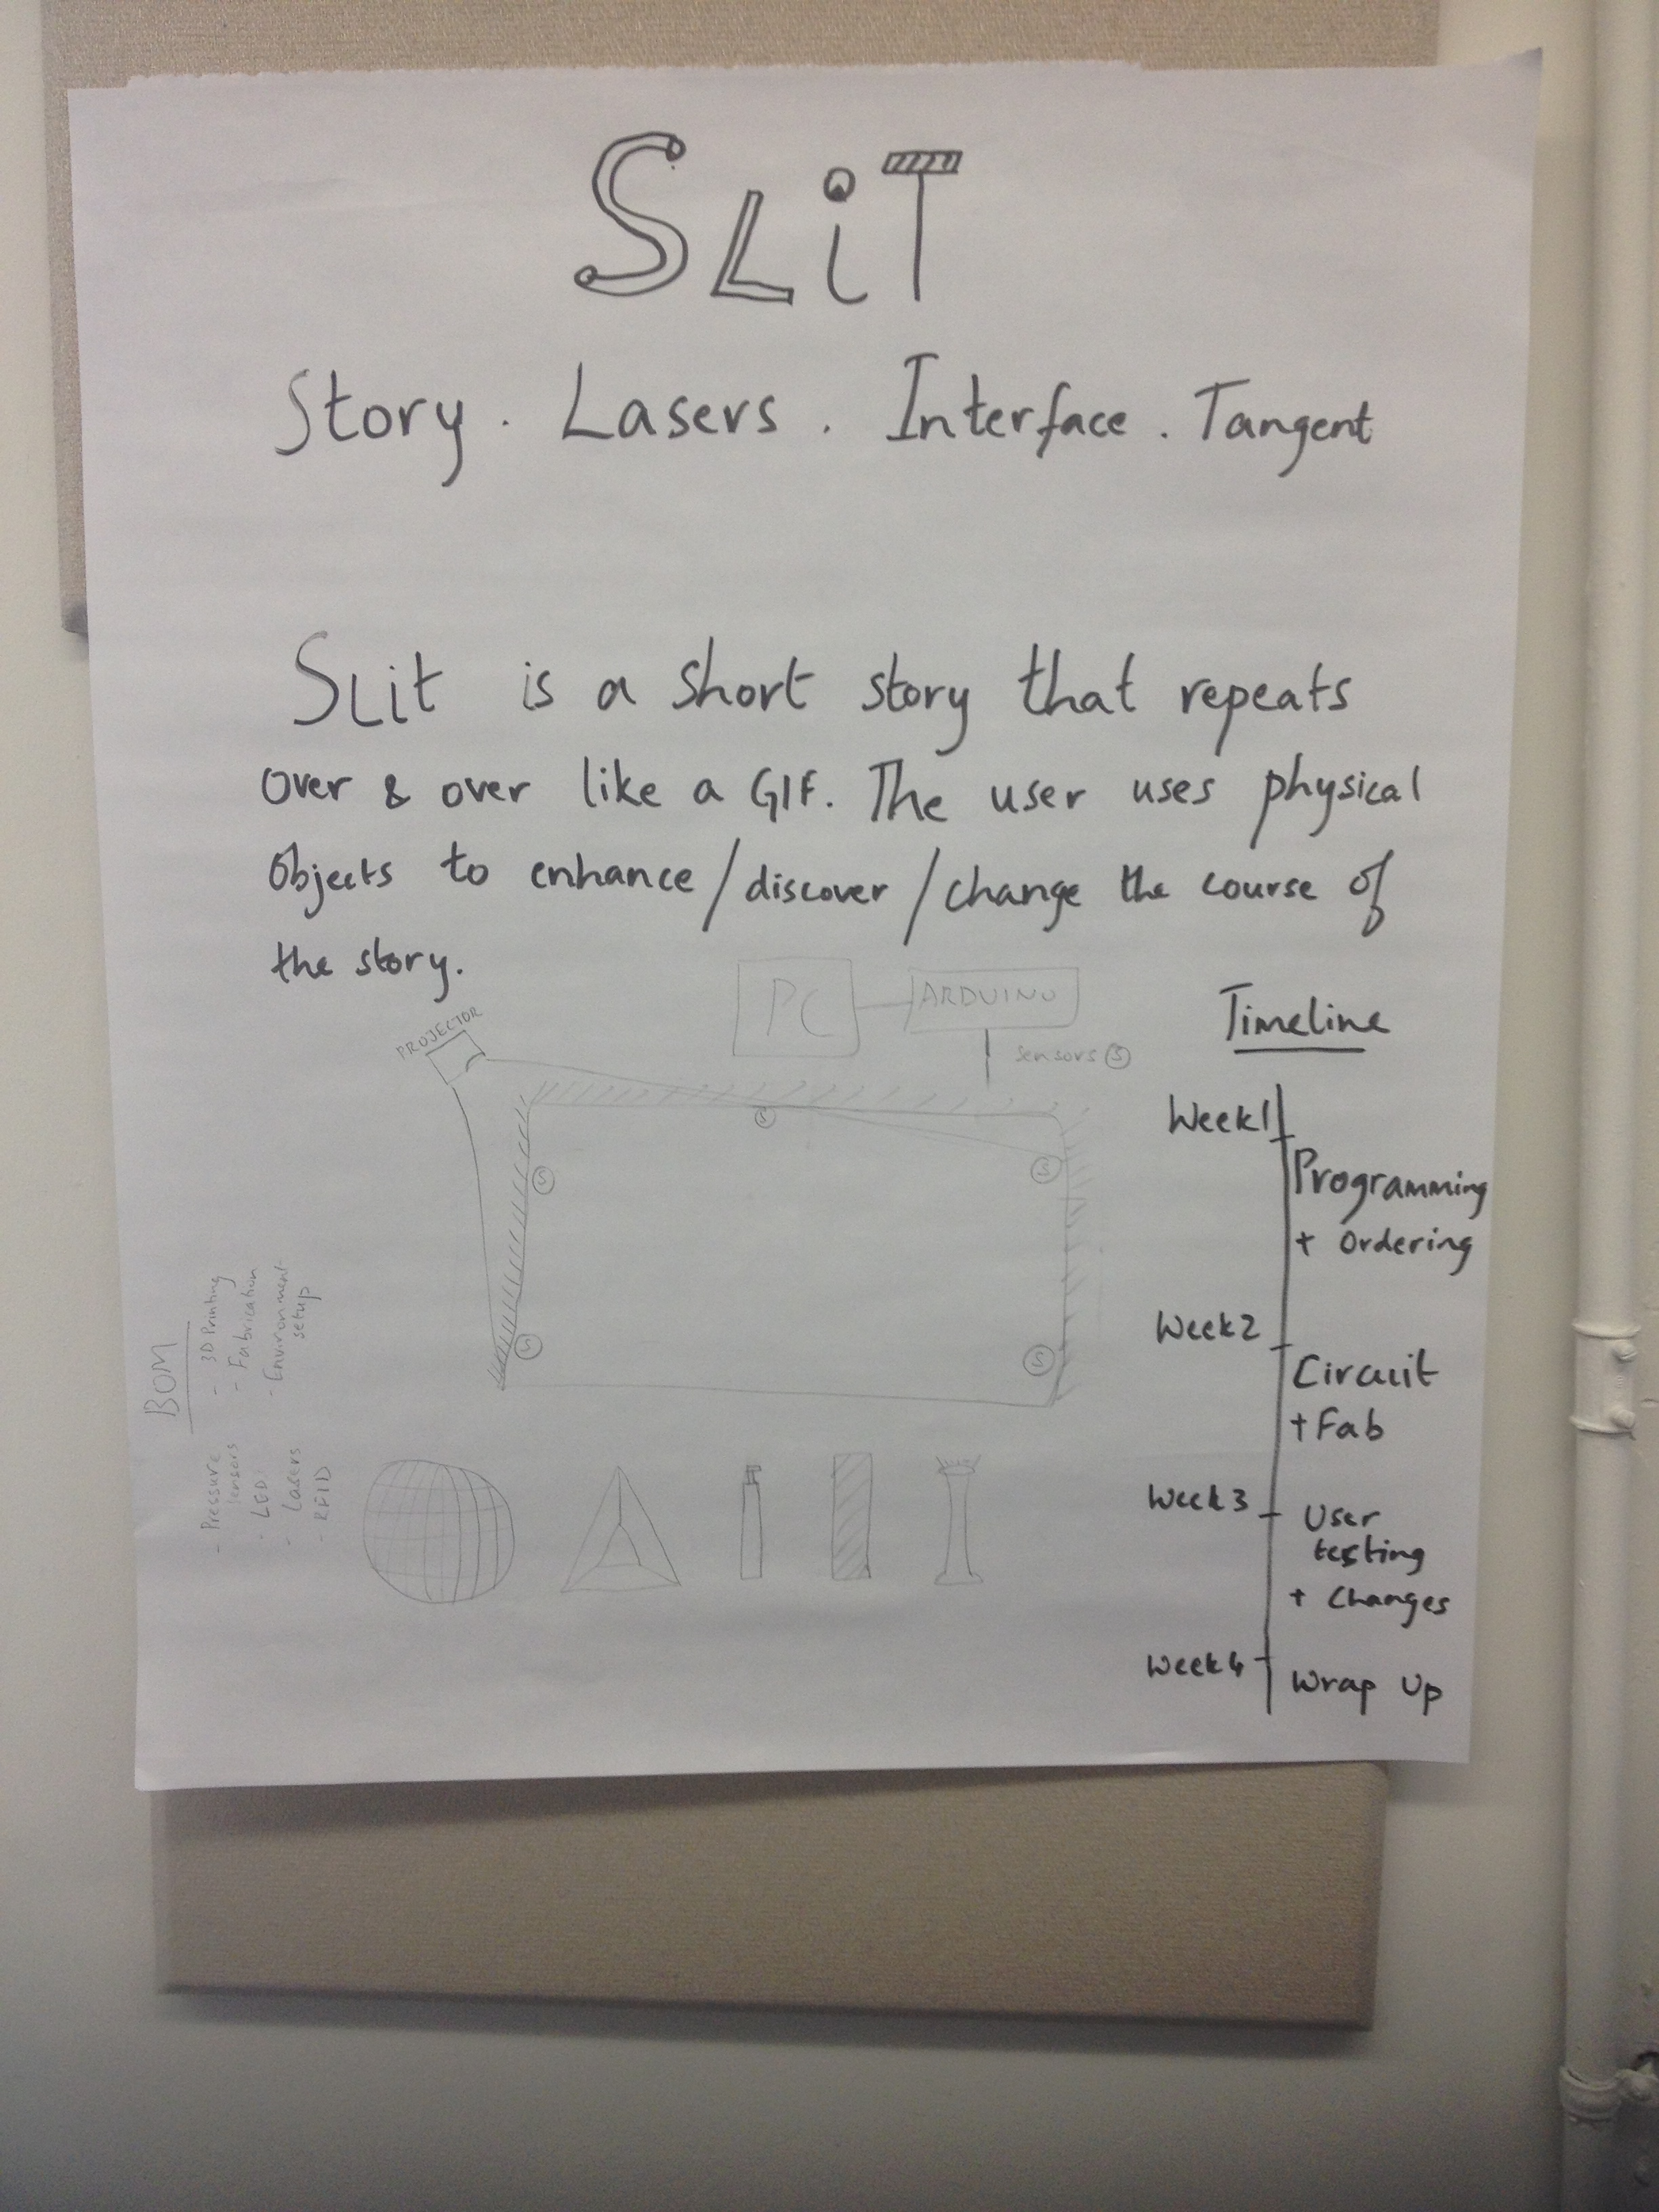 SLiT
Story . Lasers . Interface . Tangent
SLit is a short story that repeats
over & over like a GIF. The user uses physical
objects to enhance/discover/change the course of
the story.
PROJECTOR
PC
ARDUINO
sensors (S)
S
S
S
S
S
Timeline
Week1
Programming
+ Ordering
Week2
Circuit
+ Fab
Week3
User
testing
+ Changes
Week4
Wrap Up
BOM
- Pressure
sensors
- LED
- Lasers
- RFID
- 3D Printing
- Fabrication
- Environment
setup